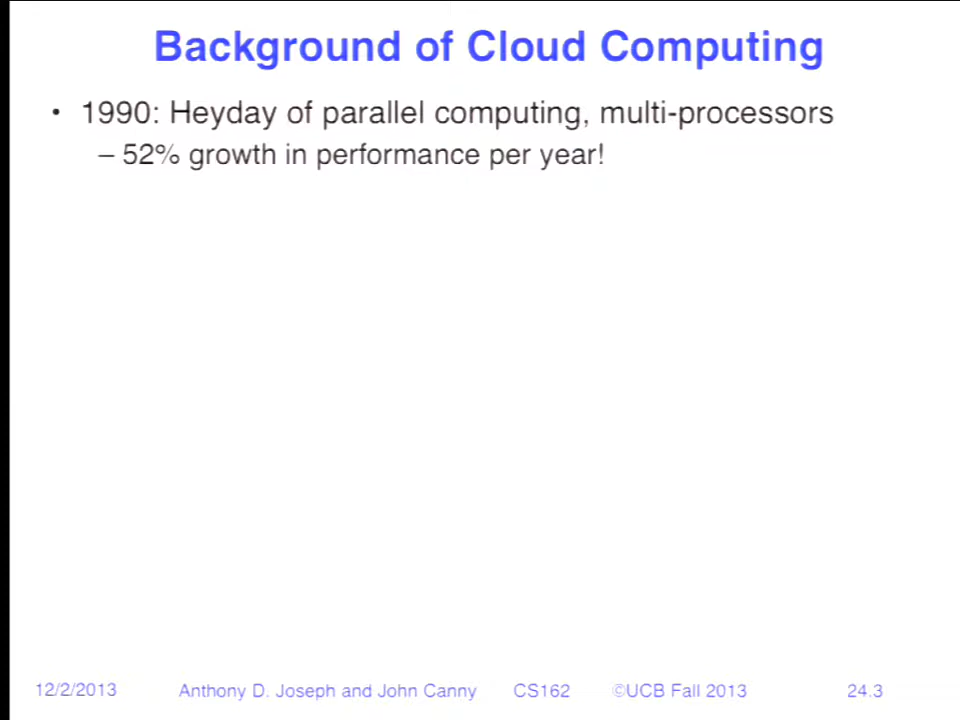 Background of Cloud Computing
• 1990: Heyday of parallel computing, multi-processors
– 52% growth in performance per year!
12/2/2013 Anthony D. Joseph and John Canny CS162 ©UCB Fall 2013 24.3